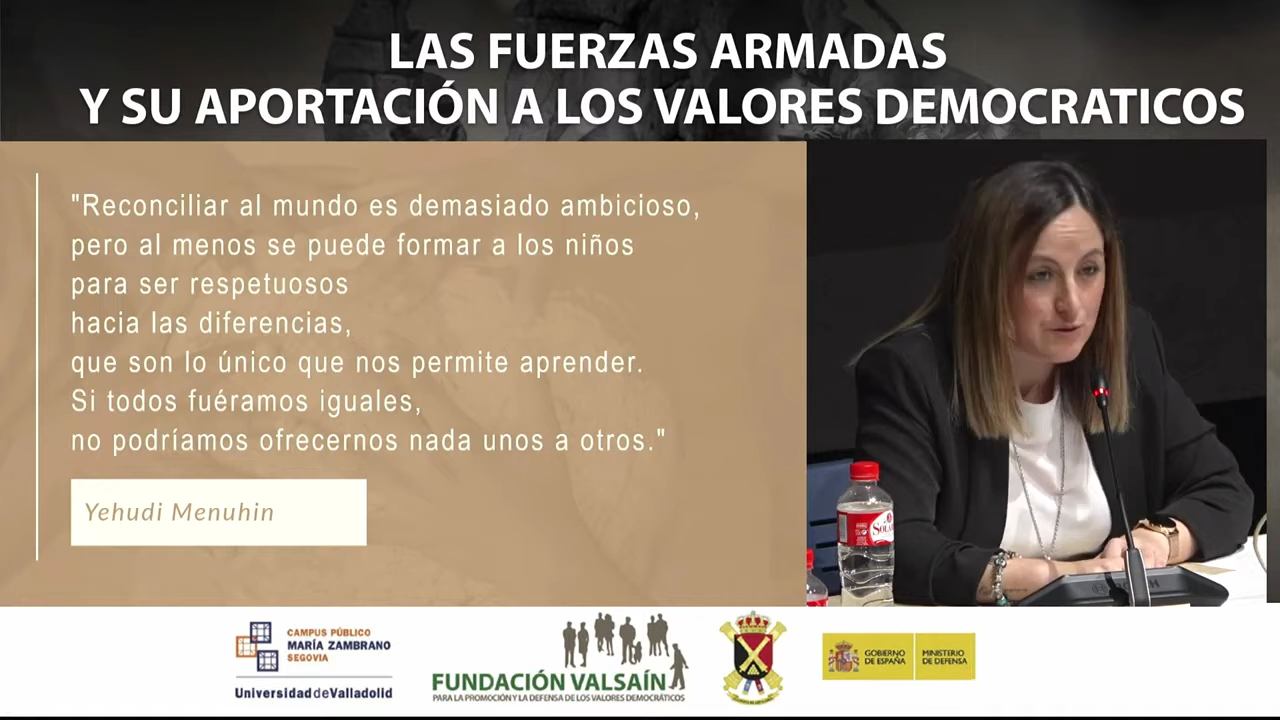 LAS FUERZAS ARMADAS
Y SU APORTACIÓN A LOS VALORES DEMOCRATICOS
"Reconciliar al mundo es demasiado ambicioso,
pero al menos se puede formar a los niños
para ser respetuosos
hacia las diferencias,
que son lo único que nos permite aprender.
Si todos fuéramos iguales,
no podríamos ofrecernos nada unos a otros."
Yehudi Menuhin
CAMPUS PÚBLICO
MARÍA ZAMBRANO
SEGOVIA
Universidad de Valladolid
FUNDACIÓN VALSAÍN
PARA LA PROMOCIÓN Y LA DEFENSA DE LOS VALORES DEMOCRÁTICOS
GOBIERNO
DE ESPAÑA
MINISTERIO
DE DEFENSA